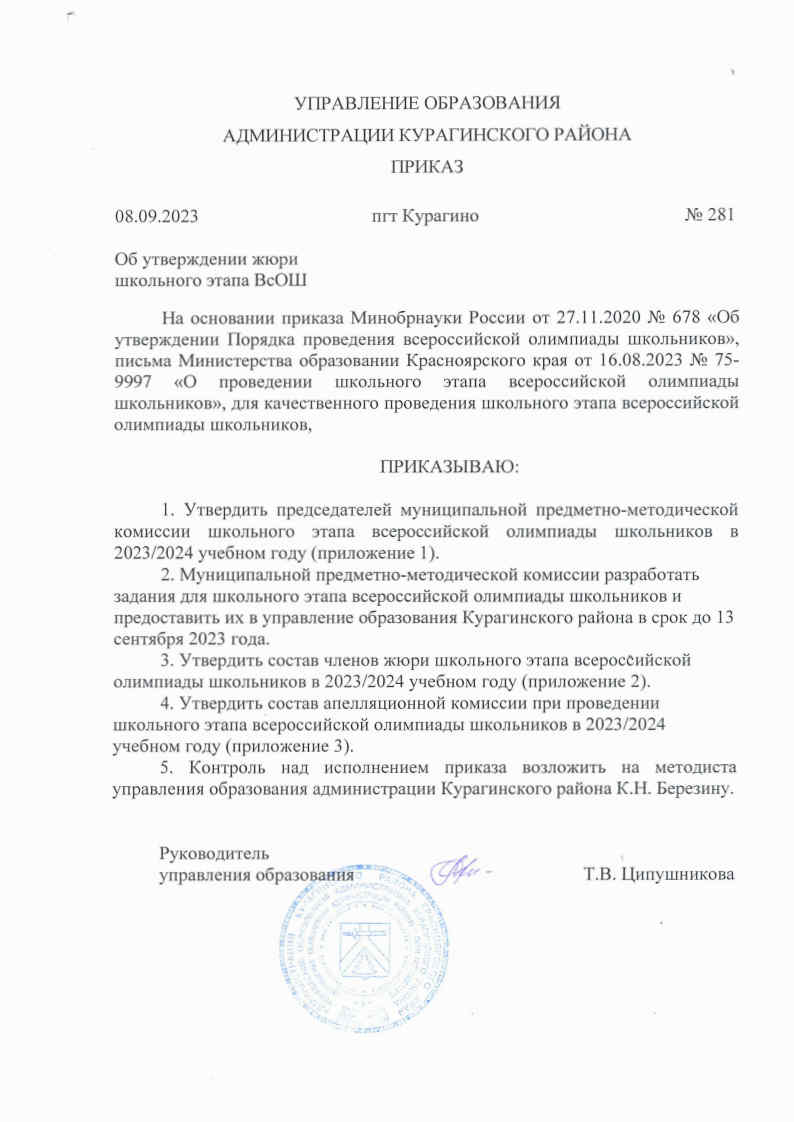 УПРАВЛЕНИЕ ОБРАЗОВАНИЯ
АДМИНИСТРАЦИИ КУРАГИНСКОГО РАЙОНА
ПРИКАЗ
08.09.2023 пгт Курагино № 281
Об утверждении жюри
школьного этапа ВсОШ
На основании приказа Минобрнауки России от 27.11.2020 № 678 «Об
утверждении Порядка проведения всероссийской олимпиады школьников»,
письма Министерства образовании Красноярского края от 16.08.2023 № 75-
9997 «О проведении школьного этапа всероссийской олимпиады
школьников», для качественного проведения школьного этапа всероссийской
олимпиады школьников,
ПРИКАЗЫВАЮ:
1. Утвердить председателей муниципальной предметно-методической
комиссии школьного этапа всероссийской олимпиады школьников в
2023/2024 учебном году (приложение 1).
2. Муниципальной предметно-методической комиссии разработать
задания для школьного этапа всероссийской олимпиады школьников и
предоставить их в управление образования Курагинского района в срок до 13
сентября 2023 года.
3. Утвердить состав членов жюри школьного этапа всероссийской
олимпиады школьников в 2023/2024 учебном году (приложение 2).
4. Утвердить состав апелляционной комиссии при проведении
школьного этапа всероссийской олимпиады школьников в 2023/2024
учебном году (приложение 3).
5. Контроль над исполнением приказа возложить на методиста
управления образования администрации Курагинского района К.Н. Березину.
Руководитель
управления образования Т.В. Ципушникова